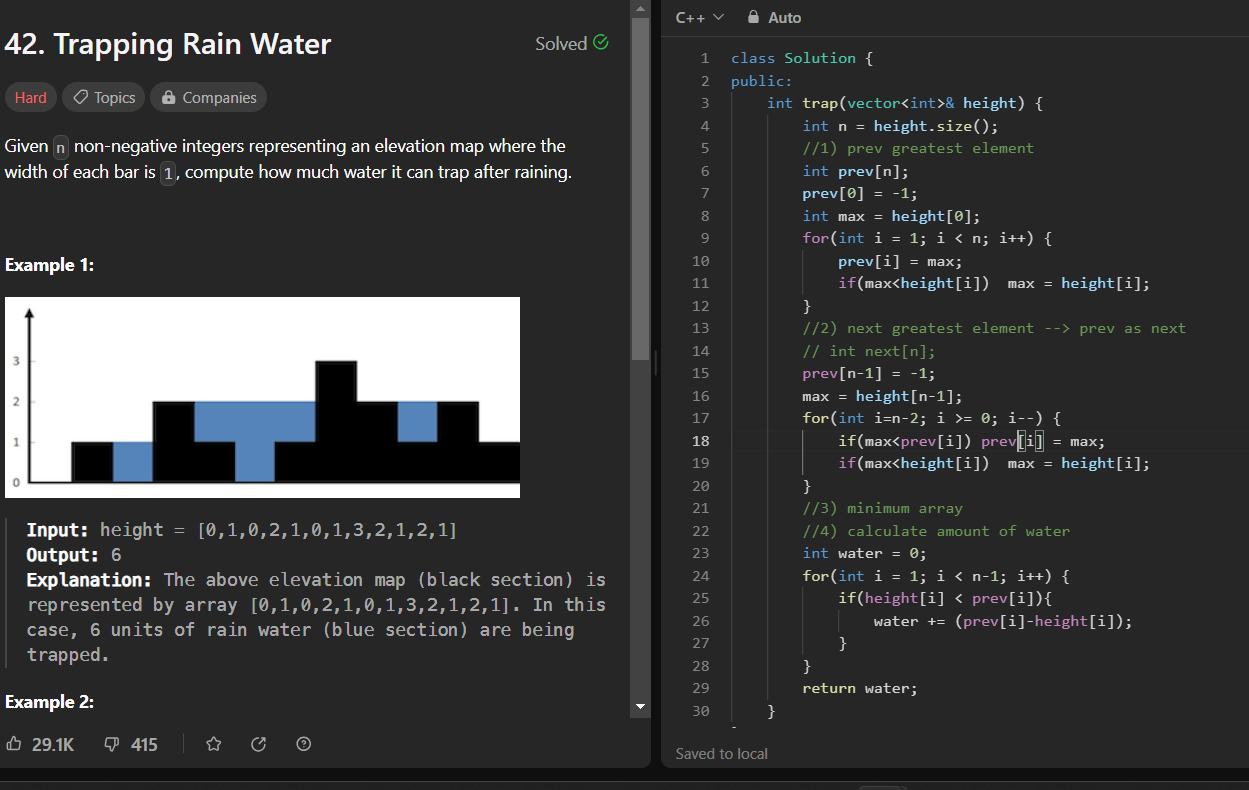 42. Trapping Rain Water
Solved
Hard
Topics
Companies
Given n non-negative integers representing an elevation map where the
width of each bar is 1, compute how much water it can trap after raining.
Example 1:
3
2
1
0
Input: height = [0,1,0,2,1,0,1,3,2,1,2,1]
Output: 6
Explanation: The above elevation map (black section) is
represented by array [0,1,0,2,1,0,1,3,2,1,2,1]. In this
case, 6 units of rain water (blue section) are being
trapped.
Example 2:
29.1K
415
C++
Auto
1 class Solution {
2 public:
3     int trap(vector<int>& height) {
4         int n = height.size();
5         //1) prev greatest element
6         int prev[n];
7         prev[0] = -1;
8         int max = height[0];
9         for(int i = 1; i < n; i++) {
10             prev[i] = max;
11             if(max<height[i])  max = height[i];
12         }
13         //2) next greatest element --> prev as next
14         // int next[n];
15         prev[n-1] = -1;
16         max = height[n-1];
17         for(int i=n-2; i >= 0; i--) {
18             if(max<prev[i]) prev[i] = max;
19             if(max<height[i])  max = height[i];
20         }
21         //3) minimum array
22         //4) calculate amount of water
23         int water = 0;
24         for(int i = 1; i < n-1; i++) {
25             if(height[i] < prev[i]){
26                 water += (prev[i]-height[i]);
27             }
28         }
29         return water;
30     }
Saved to local